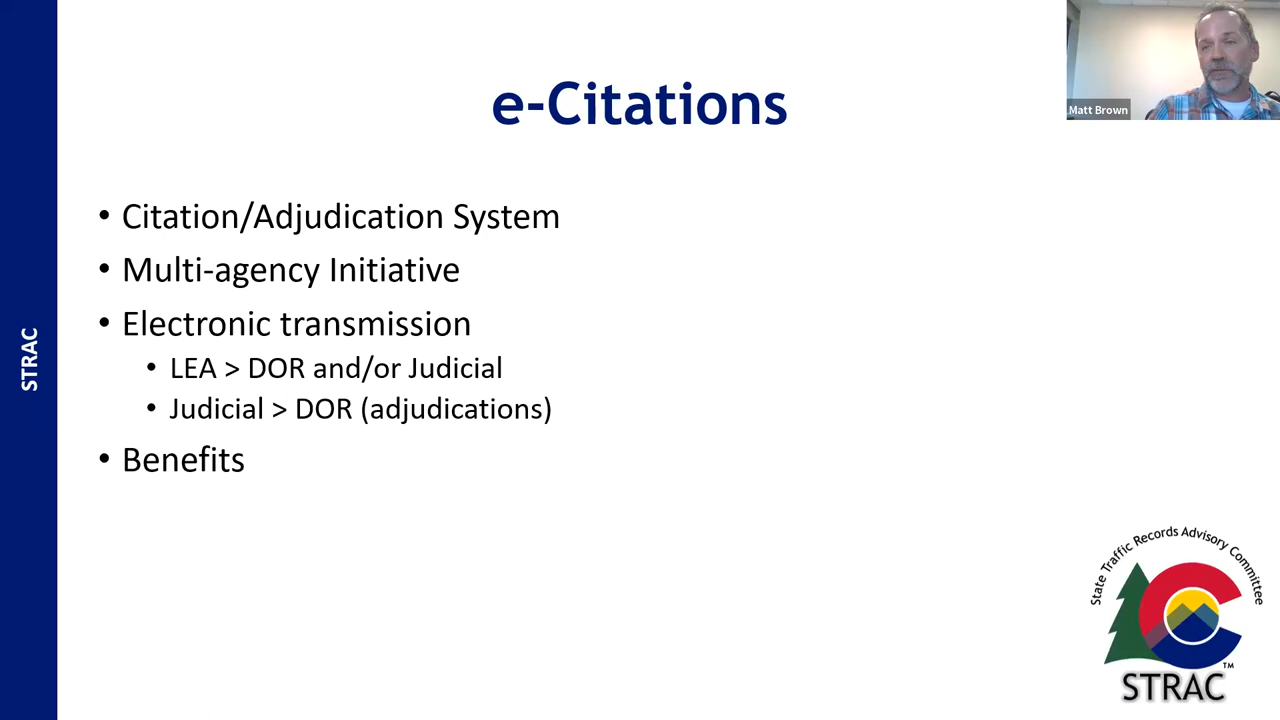 e-Citations
Matt Brown
• Citation/Adjudication System
• Multi-agency Initiative
• Electronic transmission
• LEA > DOR and/or Judicial
• Judicial > DOR (adjudications)
• Benefits
STRAC
State Traffic Records Advisory Committee
TM
STRAC